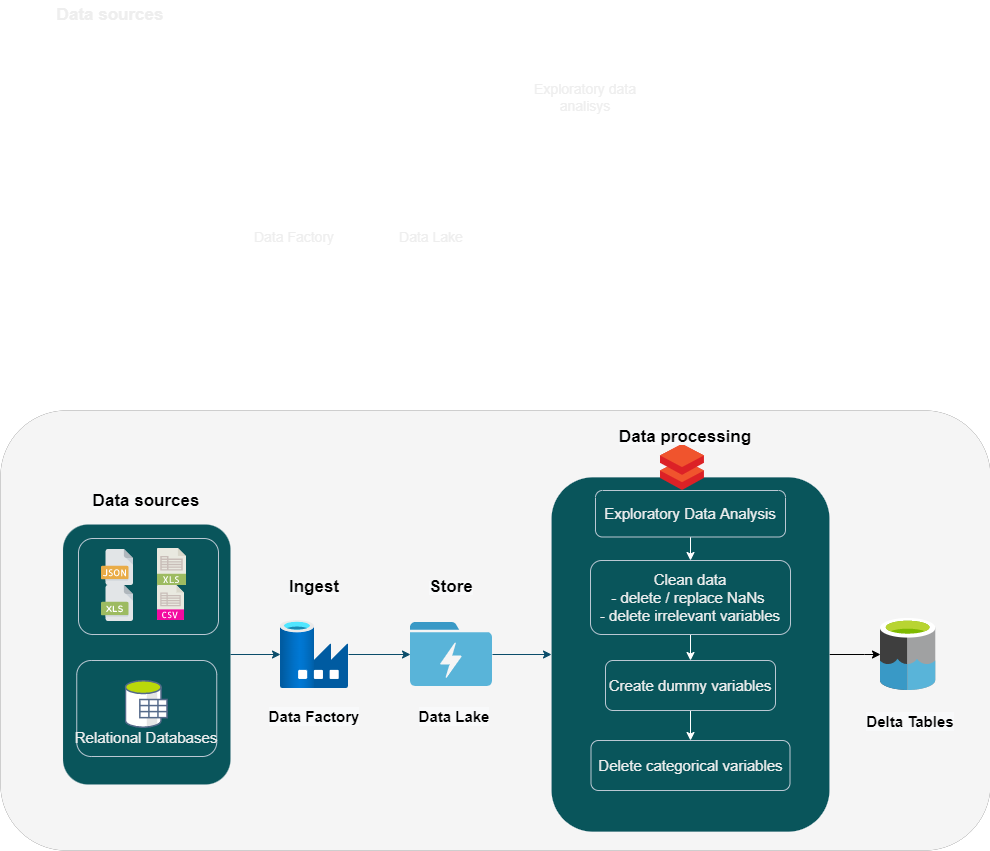 Data sources
Exploratory data
analisys
Data Factory
Data Lake
Data processing
Data sources
JSON
XLS
XLS
CSV
Relational Databases
Ingest
Data Factory
Store
Data Lake
Exploratory Data Analysis
Clean data
- delete / replace NaNs
- delete irrelevant variables
Create dummy variables
Delete categorical variables
Delta Tables